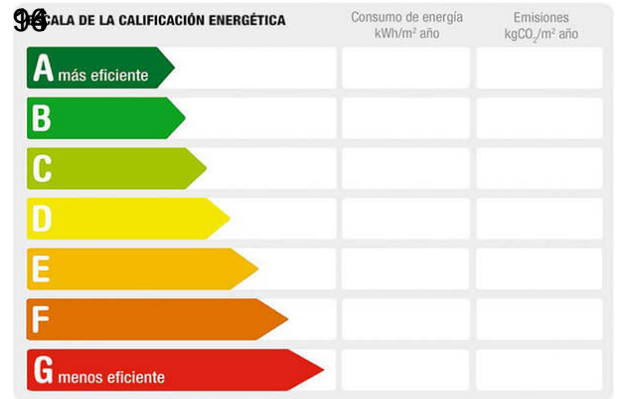 ESCALA DE LA CALIFICACIÓN ENERGÉTICA
Consumo de energía
kWh/m² año
Emisiones
kgCO₂/m² año
A más eficiente
B
C
D
E
F
G menos eficiente